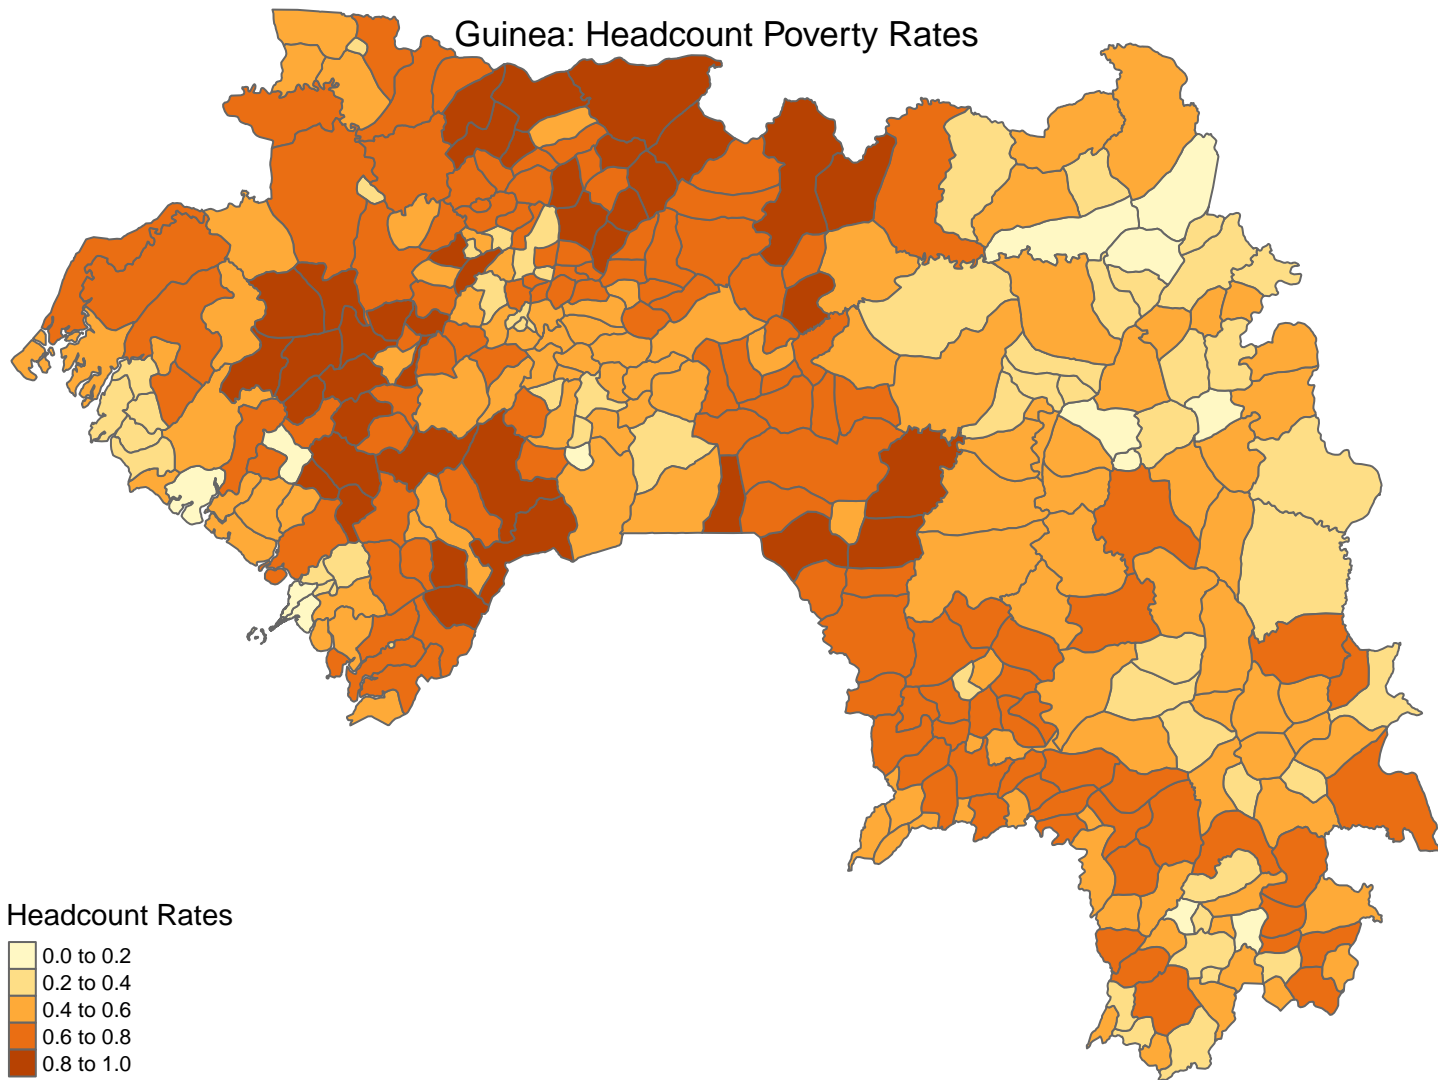 Guinea: Headcount Poverty Rates
Headcount Rates
0.0 to 0.2
0.2 to 0.4
0.4 to 0.6
0.6 to 0.8
0.8 to 1.0